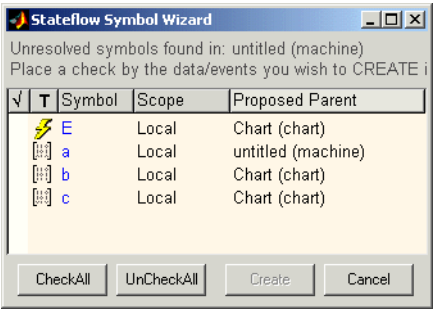 Stateflow Symbol Wizard
Unresolved symbols found in: untitled (machine)
Place a check by the data/events you wish to CREATE i
√ T Symbol Scope Proposed Parent
E Local Chart (chart)
a Local untitled (machine)
b Local Chart (chart)
c Local Chart (chart)
CheckAll UnCheckAll Create Cancel